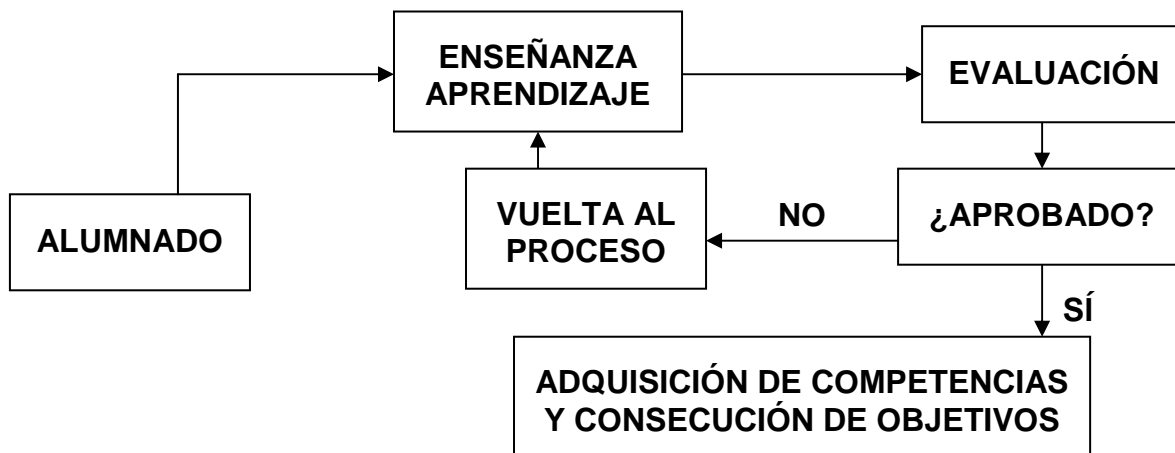 ENSEÑANZA
APRENDIZAJE
EVALUACIÓN
ALUMNADO
VUELTA AL
PROCESO
NO
¿APROBADO?
SÍ
ADQUISICIÓN DE COMPETENCIAS
Y CONSECUCIÓN DE OBJETIVOS